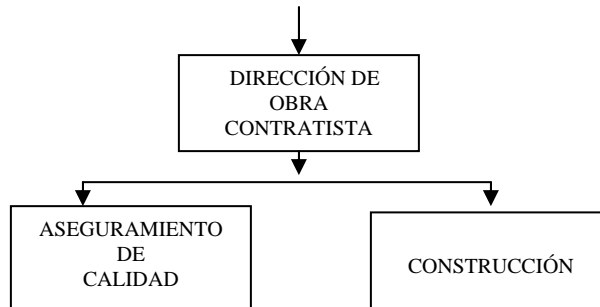 DIRECCIÓN DE
OBRA
CONTRATISTA
ASEGURAMIENTO
DE
CALIDAD
CONSTRUCCIÓN